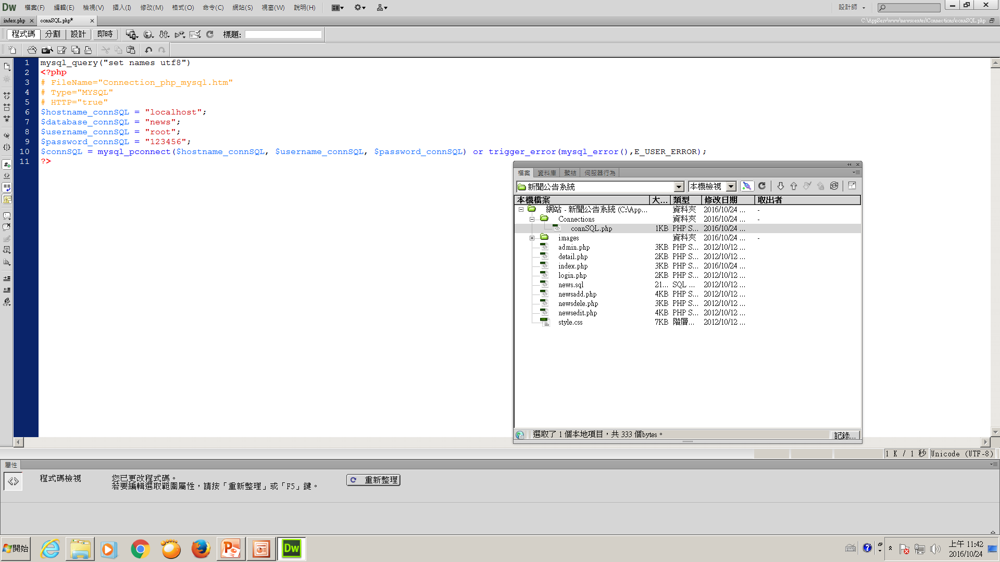 Dw 檔案(F) 編輯(E) 檢視(V) 插入(I) 修改(M) 格式(O) 命令(C) 網站(S) 視窗(W) 說明(H) 設計師
index.php connSQL.php* C:\AppServ\www\newscenter\Connections\connSQL.php
程式碼 分割 設計 即時 標題:
1 mysql_query("set names utf8")
2 <?php
3 # FileName="Connection_php_mysql.htm"
4 # Type="MYSQL"
5 # HTTP="true"
6 $hostname_connSQL = "localhost";
7 $database_connSQL = "news";
8 $username_connSQL = "root";
9 $password_connSQL = "123456";
10 $connSQL = mysql_pconnect($hostname_connSQL, $username_connSQL, $password_connSQL) or trigger_error(mysql_error(),E_USER_ERROR);
11 ?>
檔案 資料庫 繫結 伺服器行為
新聞公告系統 本機檢視
本機檔案 大... 類型 修改日期 取出者
網站 - 新聞公告系統 (C:\App... 資料夾 2016/10/24 ... -
Connections 資料夾 2016/10/24 ... -
connSQL.php 1KB PHP S... 2016/10/24 ...
images 資料夾 2016/10/24 ... -
admin.php 3KB PHP S... 2012/10/12 ...
detail.php 2KB PHP S... 2012/10/12 ...
index.php 3KB PHP S... 2016/10/24 ...
login.php 2KB PHP S... 2012/10/12 ...
news.sql 21... SQL ... 2012/10/12 ...
newsadd.php 4KB PHP S... 2012/10/12 ...
newsdele.php 3KB PHP S... 2012/10/12 ...
newsedit.php 4KB PHP S... 2012/10/12 ...
style.css 7KB 階層... 2012/10/12 ...
選取了 1 個本地項目，共 333 個bytes。 記錄...
1 K / 1 秒 Unicode (UTF-8)
屬性
程式碼檢視 您已更改程式碼。
若要編輯選取範圍屬性，請按「重新整理」或「F5」鍵。
重新整理
開始 Dw 上午 11:42
2016/10/24